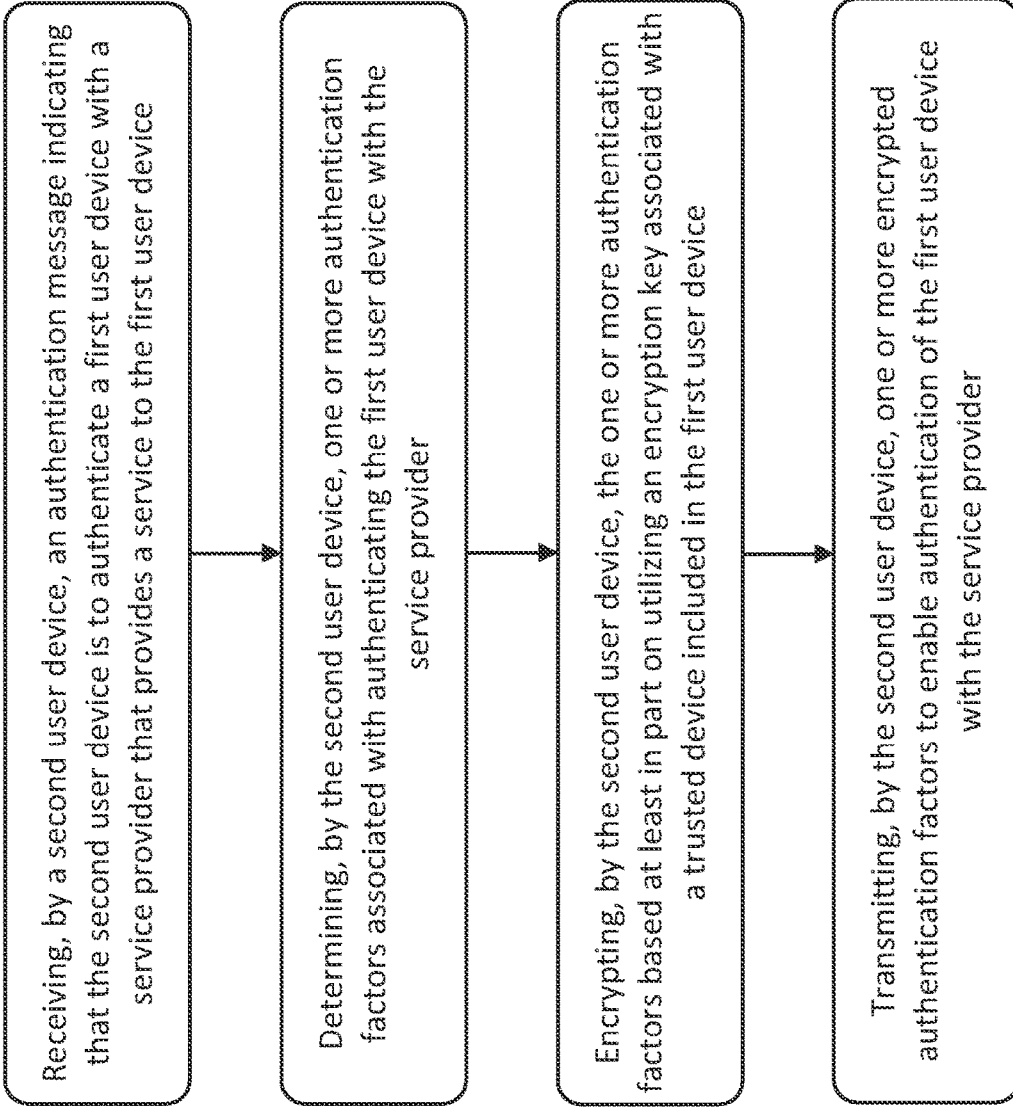 Receiving, by a second user device, an authentication message indicating
that the second user device is to authenticate a first user device with a
service provider that provides a service to the first user device
Determining, by the second user device, one or more authentication
factors associated with authenticating the first user device with the
service provider
Encrypting, by the second user device, the one or more authentication
factors based at least in part on utilizing an encryption key associated with
a trusted device included in the first user device
Transmitting, by the second user device, one or more encrypted
authentication factors to enable authentication of the first user device
with the service provider